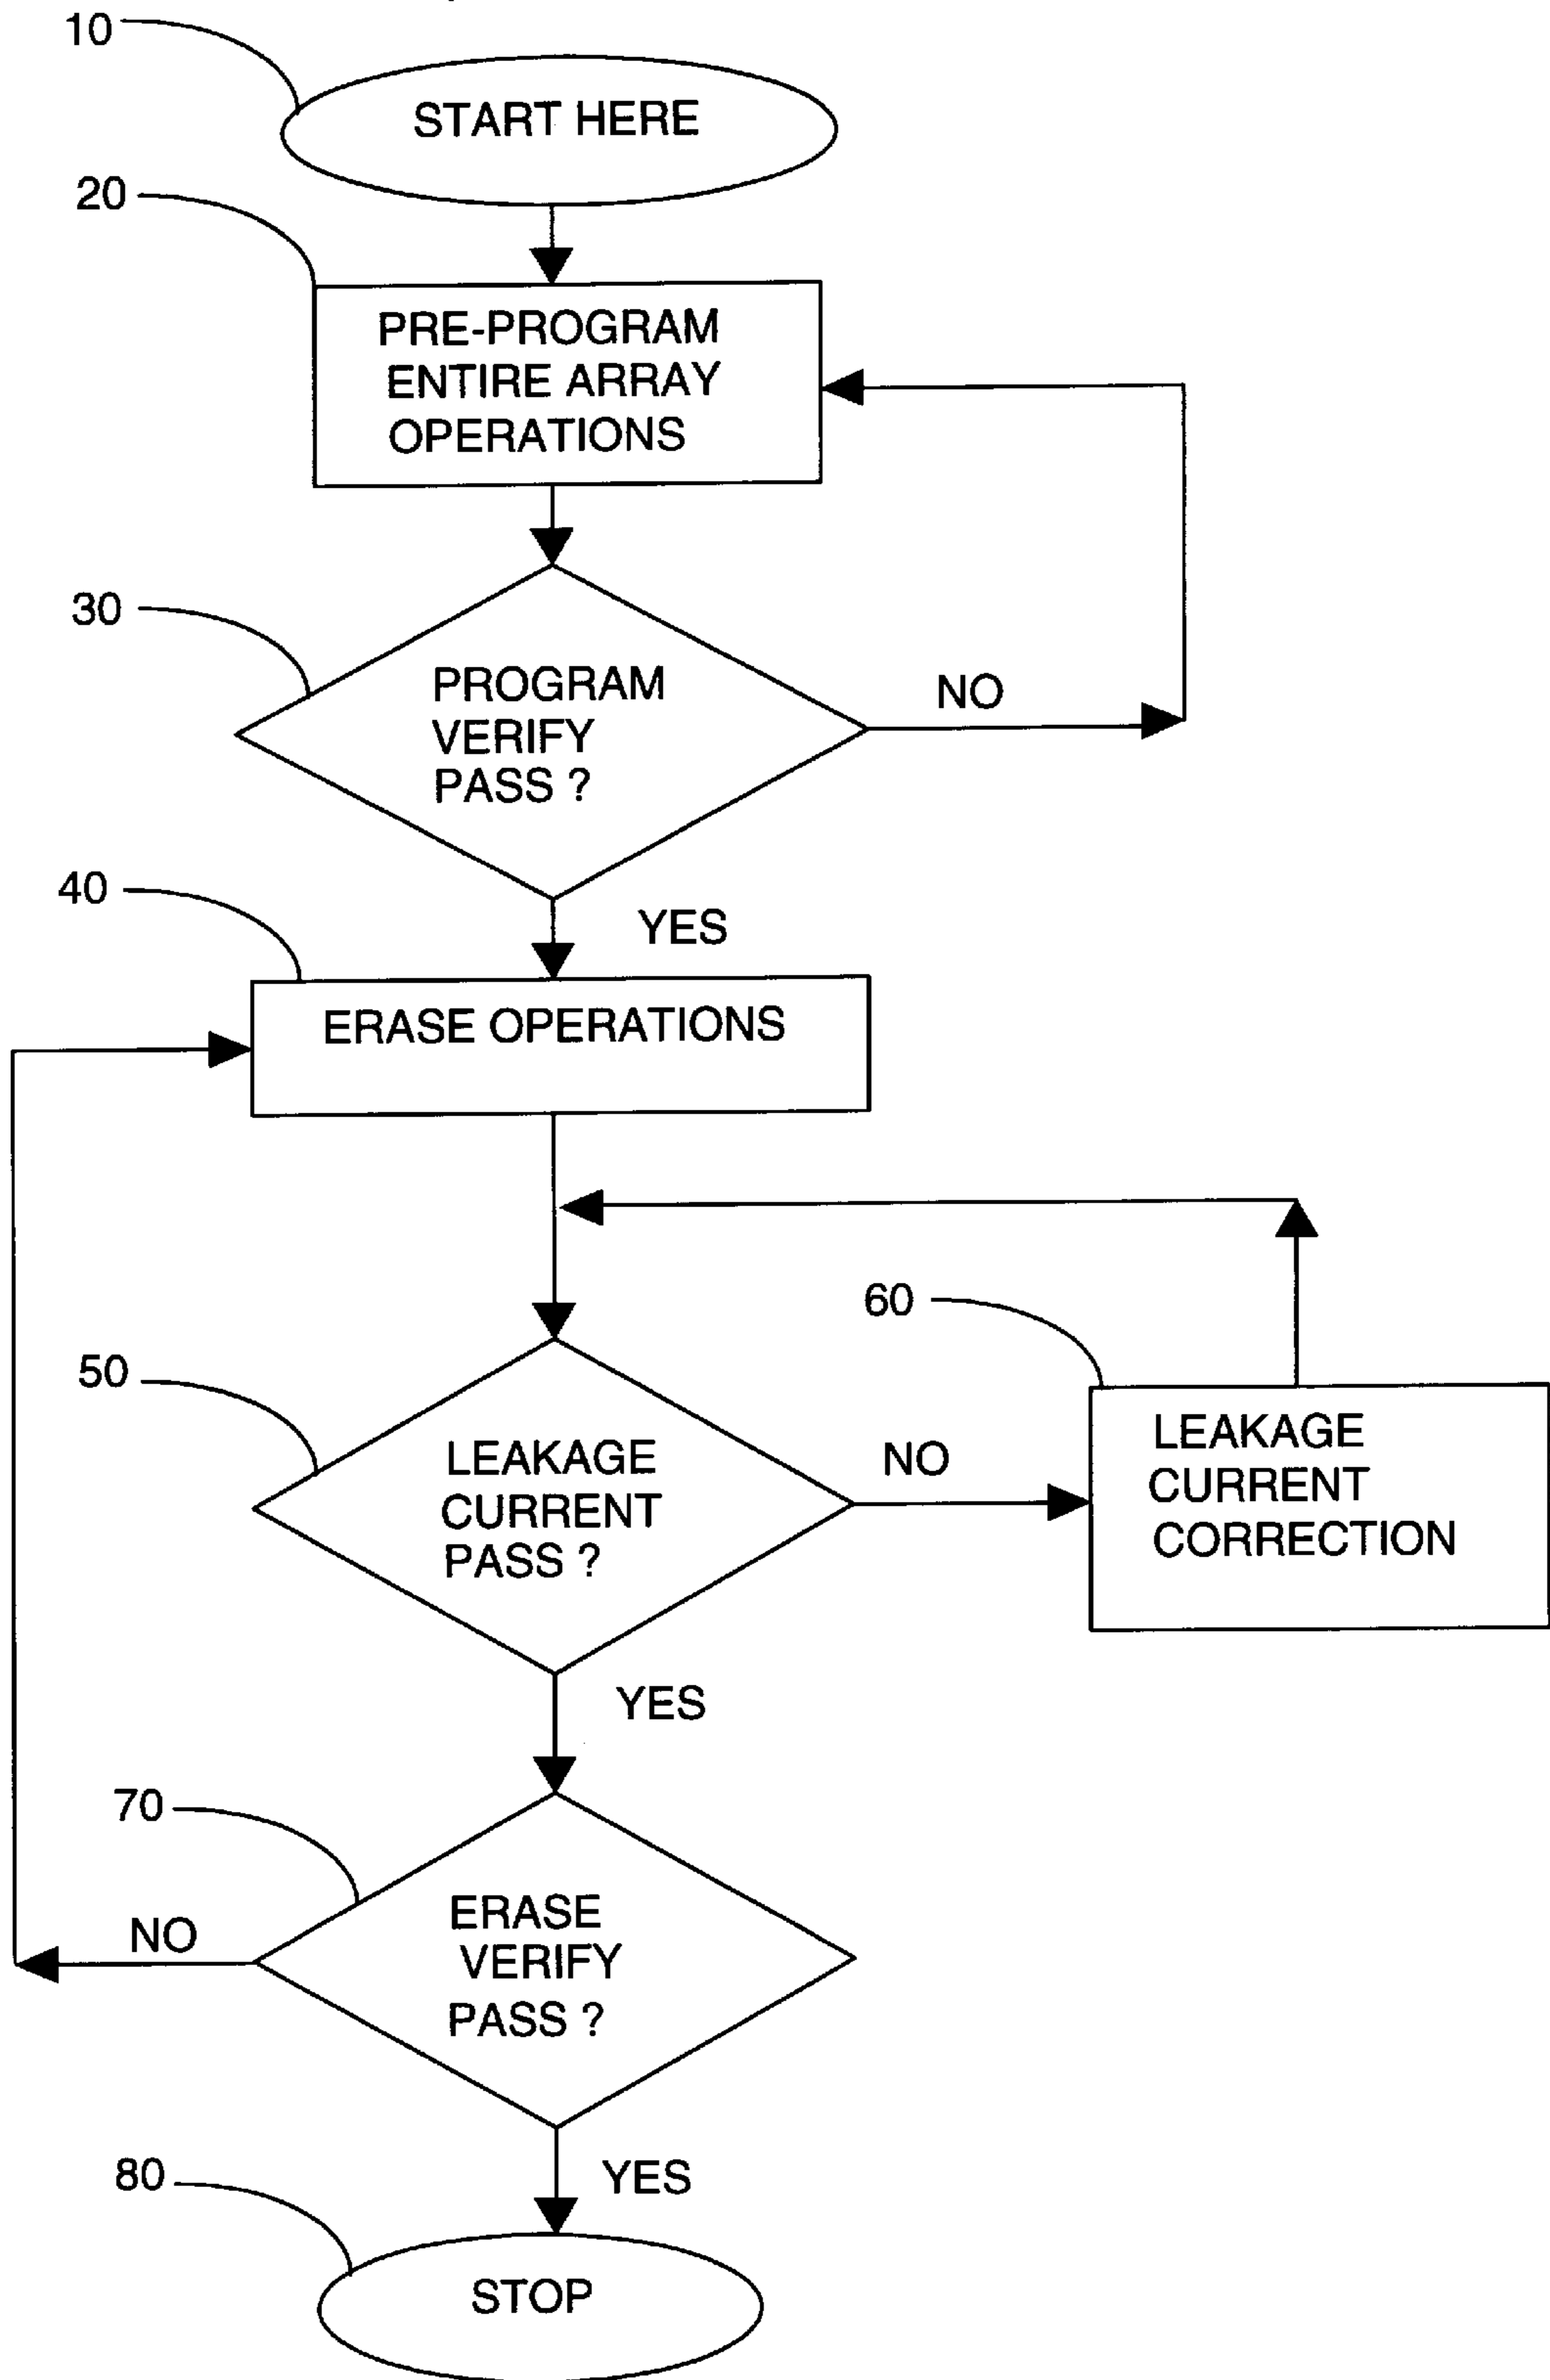 10
START HERE
20
PRE-PROGRAM
ENTIRE ARRAY
OPERATIONS
30
PROGRAM
VERIFY
PASS ?
NO
40
YES
ERASE OPERATIONS
60
50
LEAKAGE
CURRENT
PASS ?
NO
LEAKAGE
CURRENT
CORRECTION
YES
70
ERASE
VERIFY
PASS ?
NO
80
YES
STOP